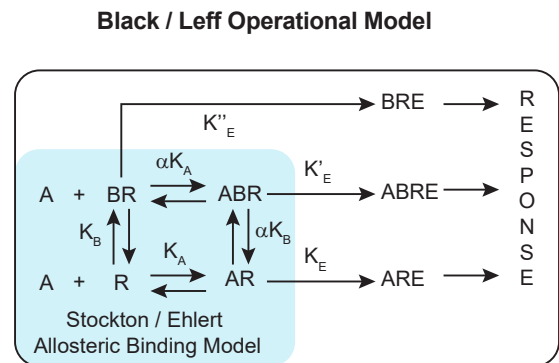 Black / Leff Operational Model
BRE
K''E
αKA K'E
A + BR ABR ABRE
KB αKB
KA KE
A + R AR ARE
Stockton / Ehlert
Allosteric Binding Model
RESPONSE